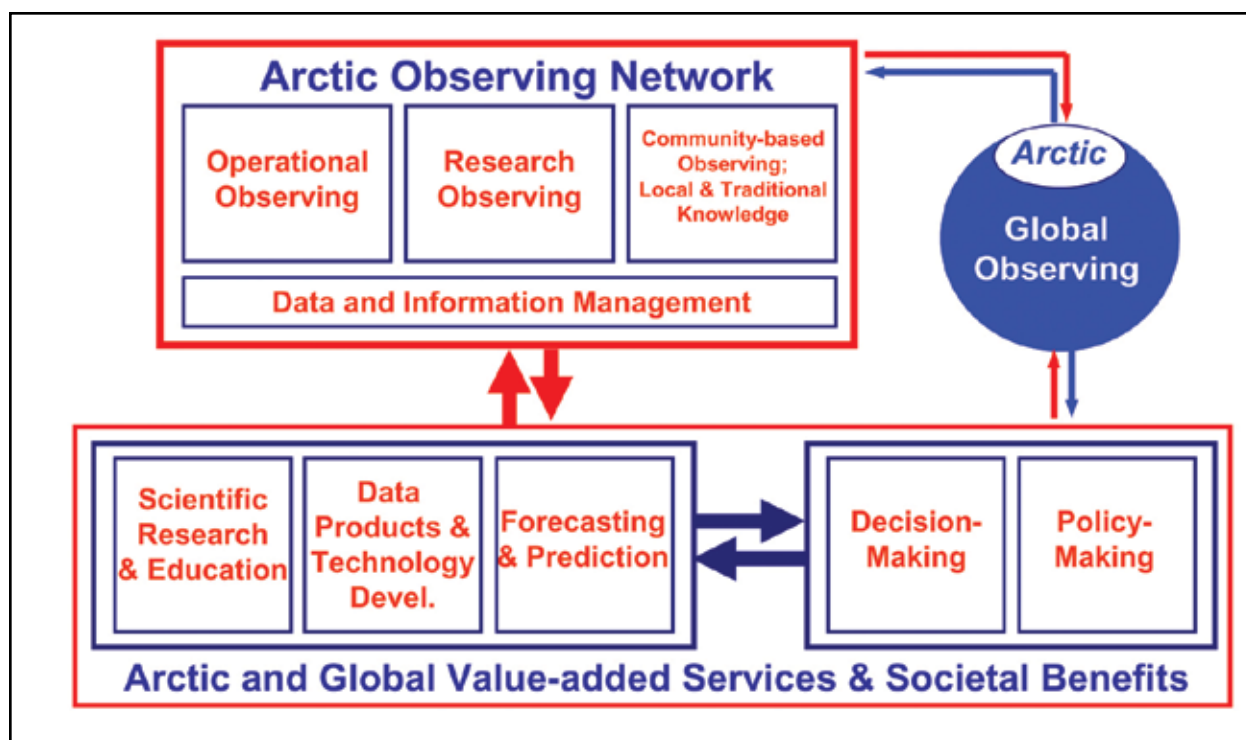 Arctic Observing Network
Operational
Observing
Research
Observing
Community-based
Observing;
Local & Traditional
Knowledge
Data and Information Management
Arctic
Global
Observing
Scientific
Research
& Education
Data
Products &
Technology
Devel.
Forecasting
& Prediction
Decision-
Making
Policy-
Making
Arctic and Global Value-added Services & Societal Benefits